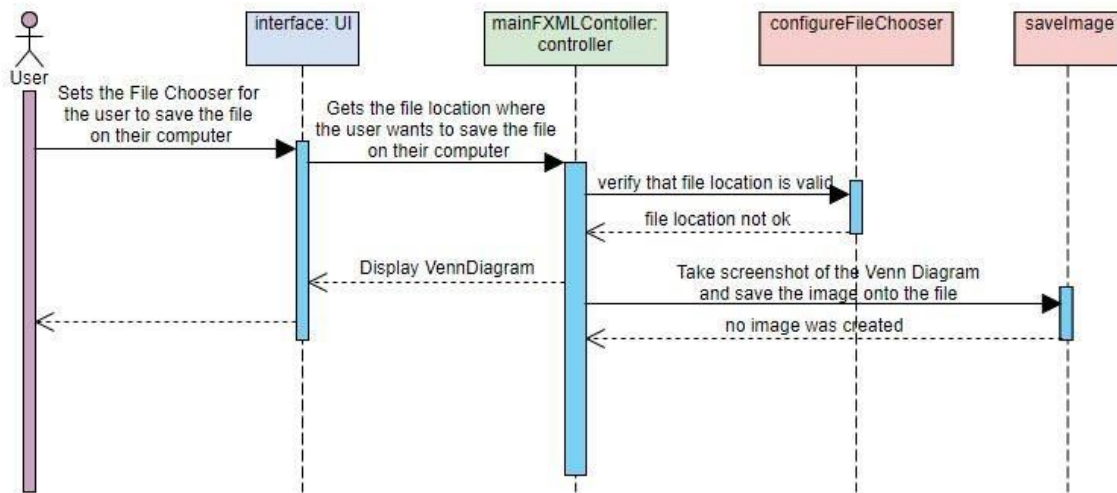 interface: UI
mainFXMLContoller:
controller
configureFileChooser
saveImage
User
Sets the File Chooser for
the user to save the file
on their computer
Gets the file location where
the user wants to save the file
on their computer
verify that file location is valid
file location not ok
Display VennDiagram
Take screenshot of the Venn Diagram
and save the image onto the file
no image was created